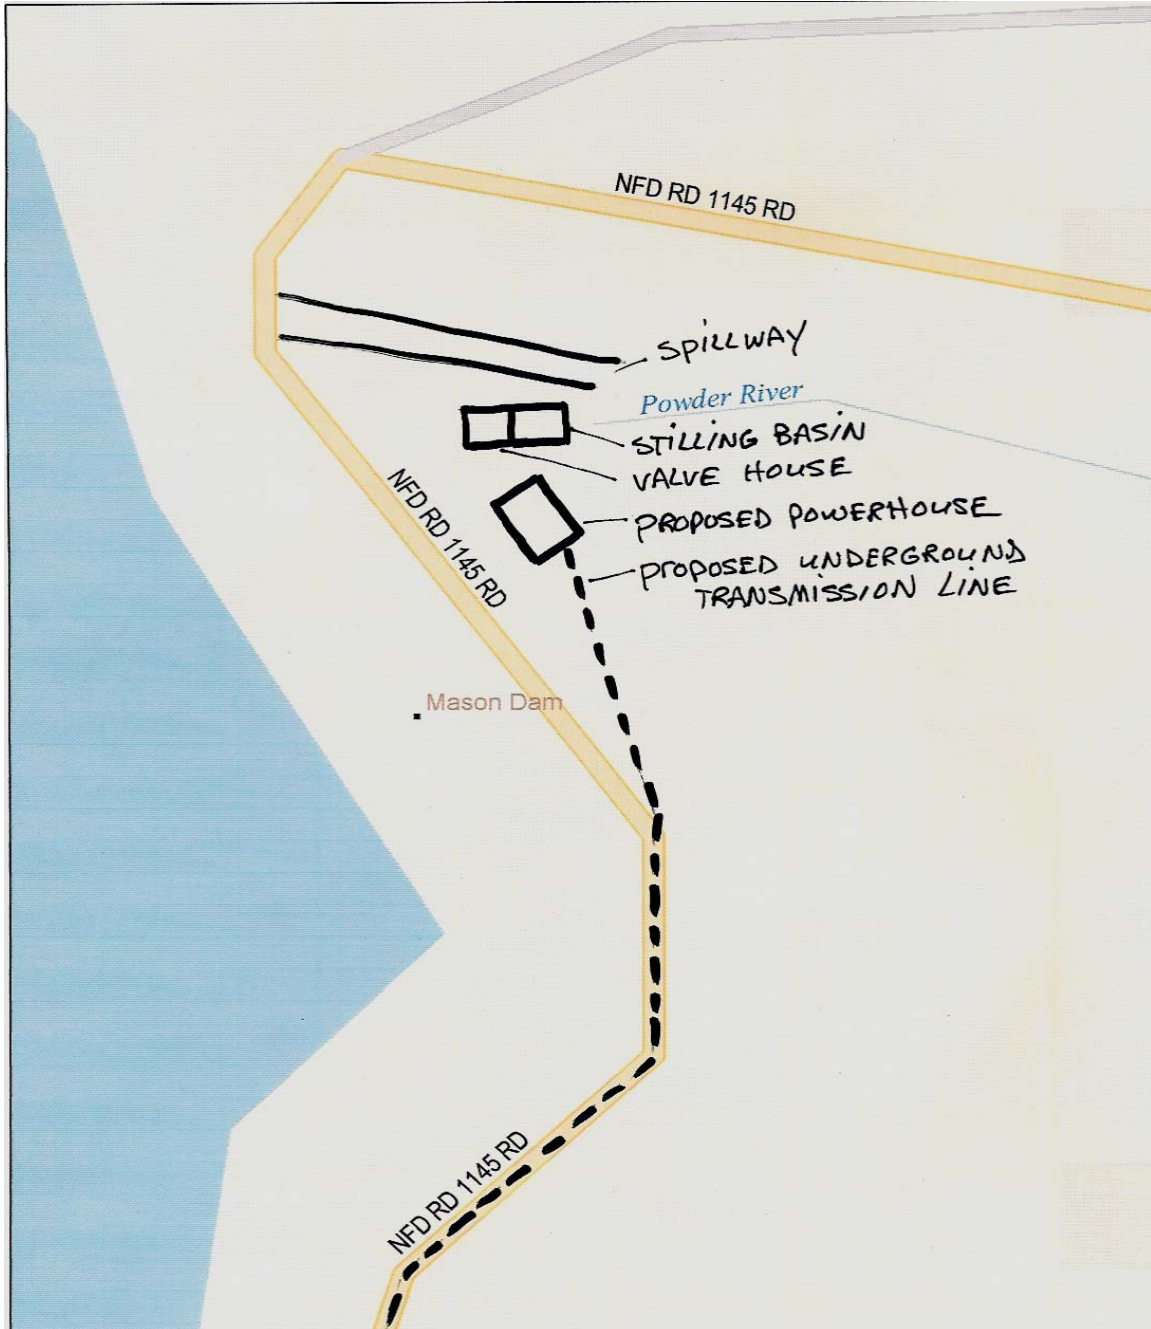 NFD RD 1145 RD
SPILLWAY
Powder River
STILLING BASIN
VALVE HOUSE
NFD RD 1145 RD
PROPOSED POWERHOUSE
PROPOSED UNDERGROUND
TRANSMISSION LINE
Mason Dam
NFD RD 1145 RD